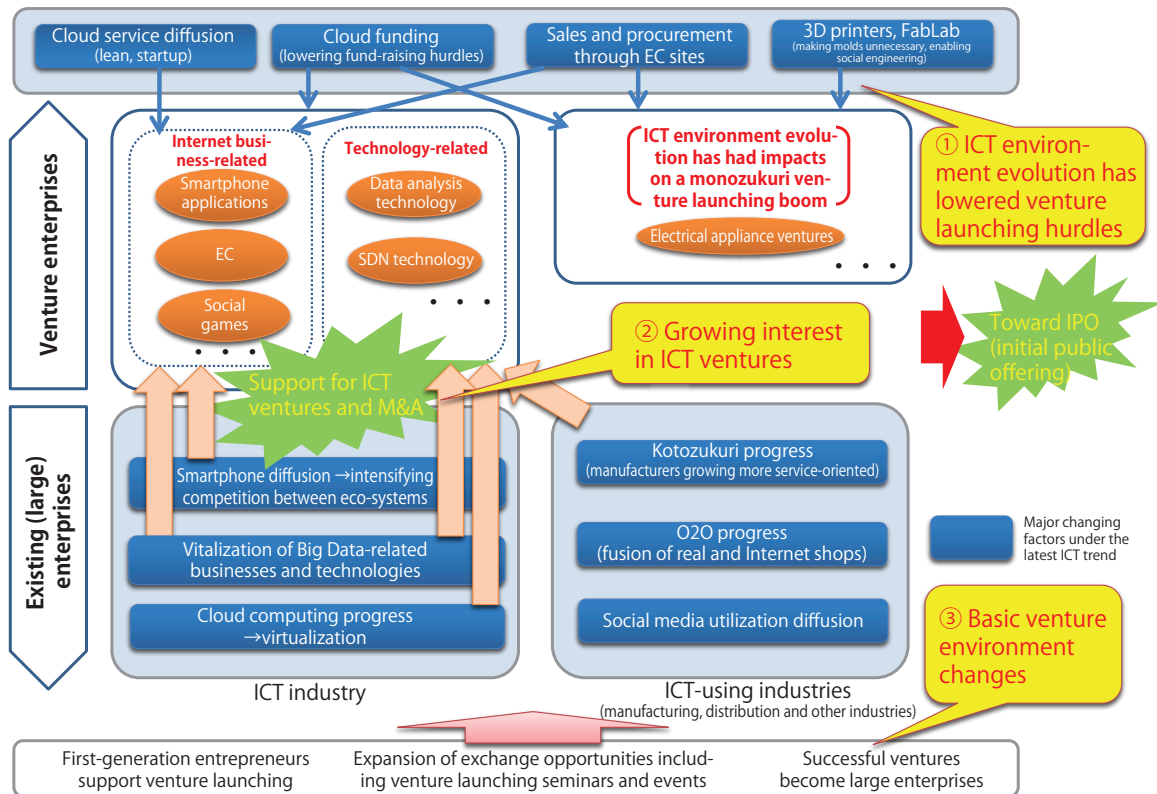 Cloud service diffusion
(lean, startup)
Cloud funding
(lowering fund-raising hurdles)
Sales and procurement
through EC sites
3D printers, FabLab
(making molds unnecessary, enabling
social engineering)
Venture enterprises
Internet busi-
ness-related
Smartphone
applications
EC
Social
games
• • •
Technology-related
Data analysis
technology
SDN technology
• • •
ICT environment evolu-
tion has had impacts
on a monozukuri ven-
ture launching boom
Electrical appliance ventures
• • •
① ICT environ-
ment evolution has
lowered venture
launching hurdles
② Growing interest
in ICT ventures
Toward IPO
(initial public
offering)
Support for ICT
ventures and M&A
Existing (large)
enterprises
Smartphone diffusion →intensifying
competition between eco-systems
Vitalization of Big Data-related
businesses and technologies
Cloud computing progress
→virtualization
ICT industry
Kotozukuri progress
(manufacturers growing more service-oriented)
O2O progress
(fusion of real and Internet shops)
Social media utilization diffusion
ICT-using industries
(manufacturing, distribution and other industries)
Major changing
factors under the
latest ICT trend
③ Basic venture
environment
changes
First-generation entrepreneurs
support venture launching
Expansion of exchange opportunities includ-
ing venture launching seminars and events
Successful ventures
become large enterprises